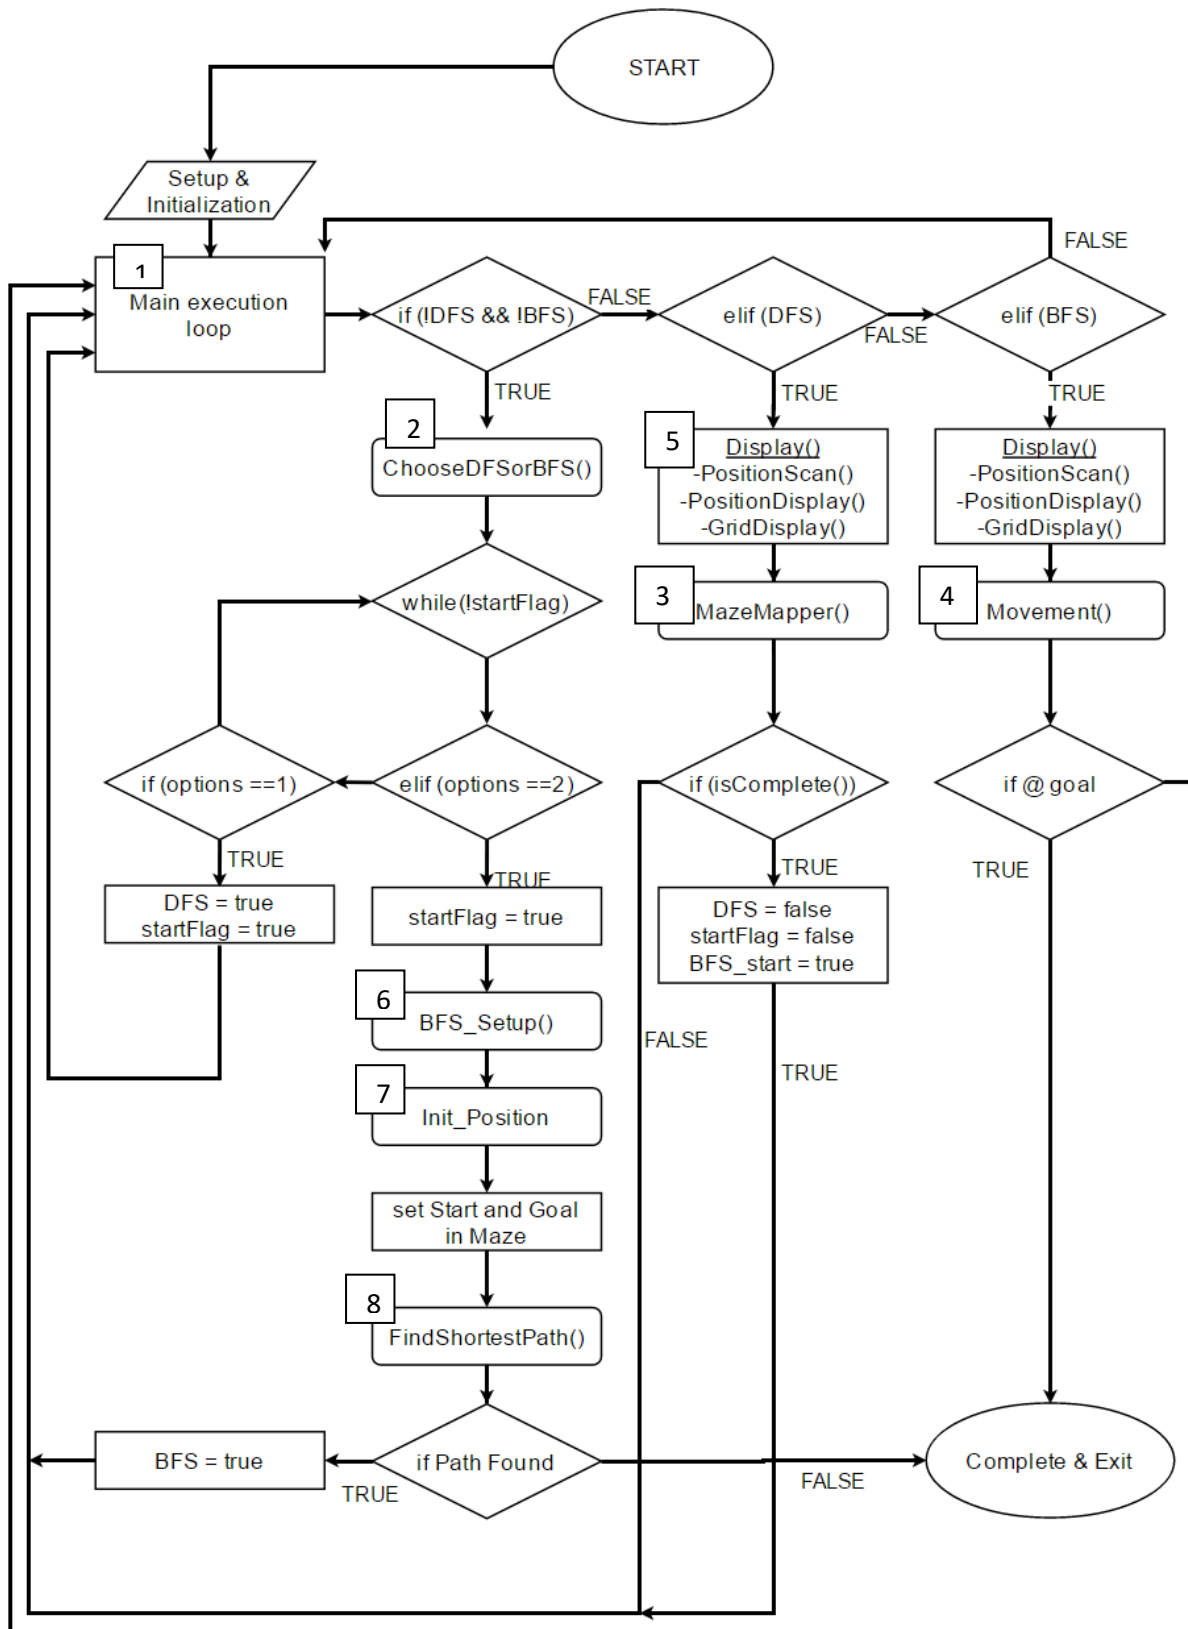 START
Setup &
Initialization
FALSE
1
Main execution
loop
if (!DFS && !BFS)
FALSE
elif (DFS)
FALSE
elif (BFS)
TRUE
TRUE
TRUE
2
ChooseDFSorBFS()
5
Display()
-PositionScan()
-PositionDisplay()
-GridDisplay()
Display()
-PositionScan()
-PositionDisplay()
-GridDisplay()
while(!startFlag)
3
MazeMapper()
4
Movement()
if (options ==1)
elif (options ==2)
if (isComplete())
if @ goal
TRUE
TRUE
TRUE
TRUE
DFS = true
startFlag = true
startFlag = true
DFS = false
startFlag = false
BFS_start = true
6
BFS_Setup()
FALSE
TRUE
7
Init_Position
set Start and Goal
in Maze
8
FindShortestPath()
BFS = true
TRUE
if Path Found
FALSE
Complete & Exit